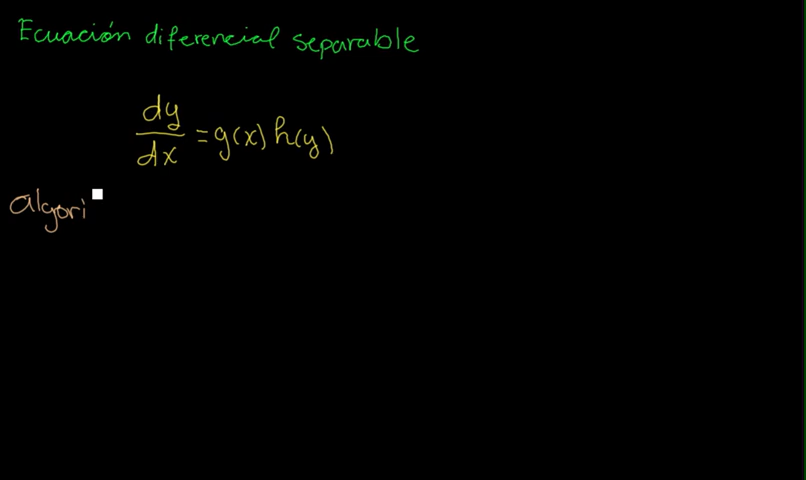 Ecuación diferencial separable
dy/dx = g(x) h(y)
algori